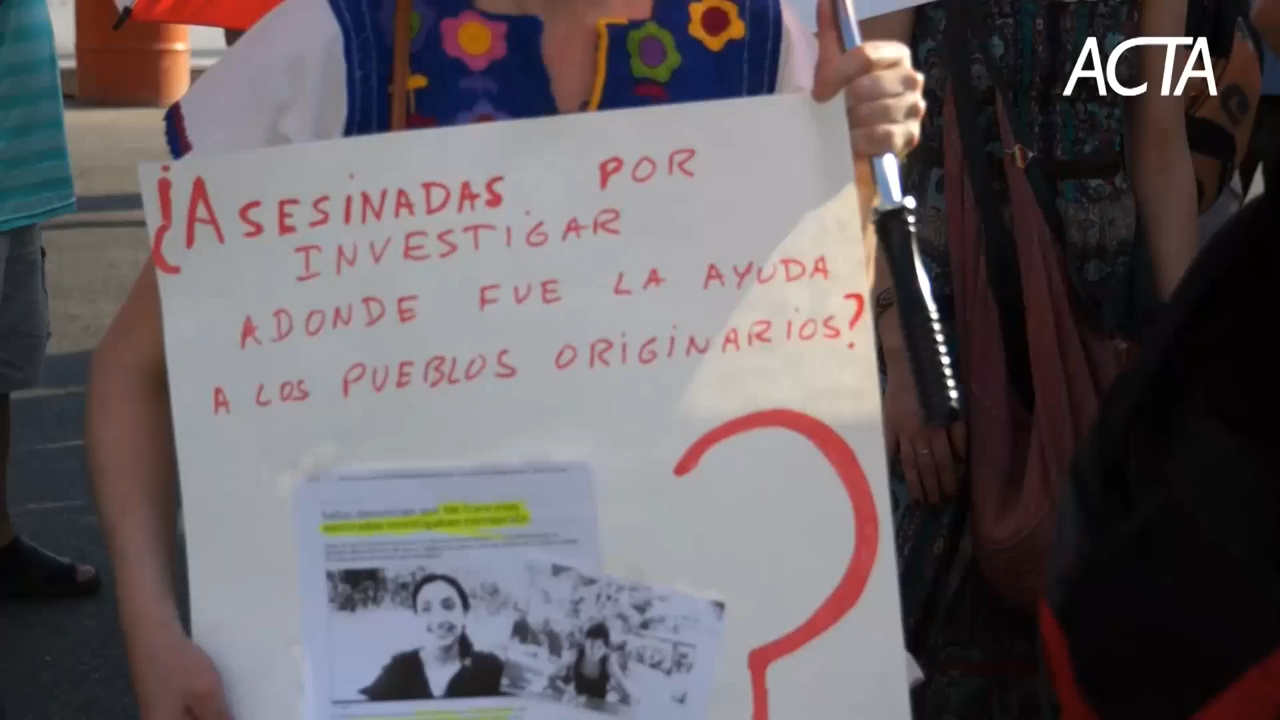 ACTA
¿ASESINADAS POR
INVESTIGAR
ADONDE FUE LA AYUDA
A LOS PUEBLOS ORIGINARIOS?
?